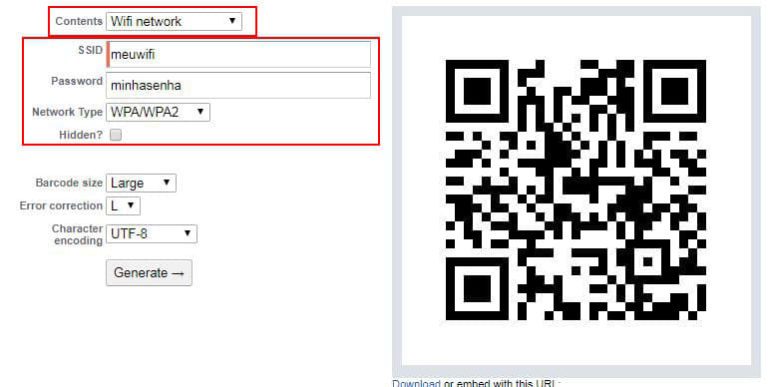 Contents Wifi network
SSID meuwifi
Password minhasenha
Network Type WPA/WPA2
Hidden?
Barcode size Large
Error correction L
Character
encoding UTF-8
Generate →
Download or embed with this URL: